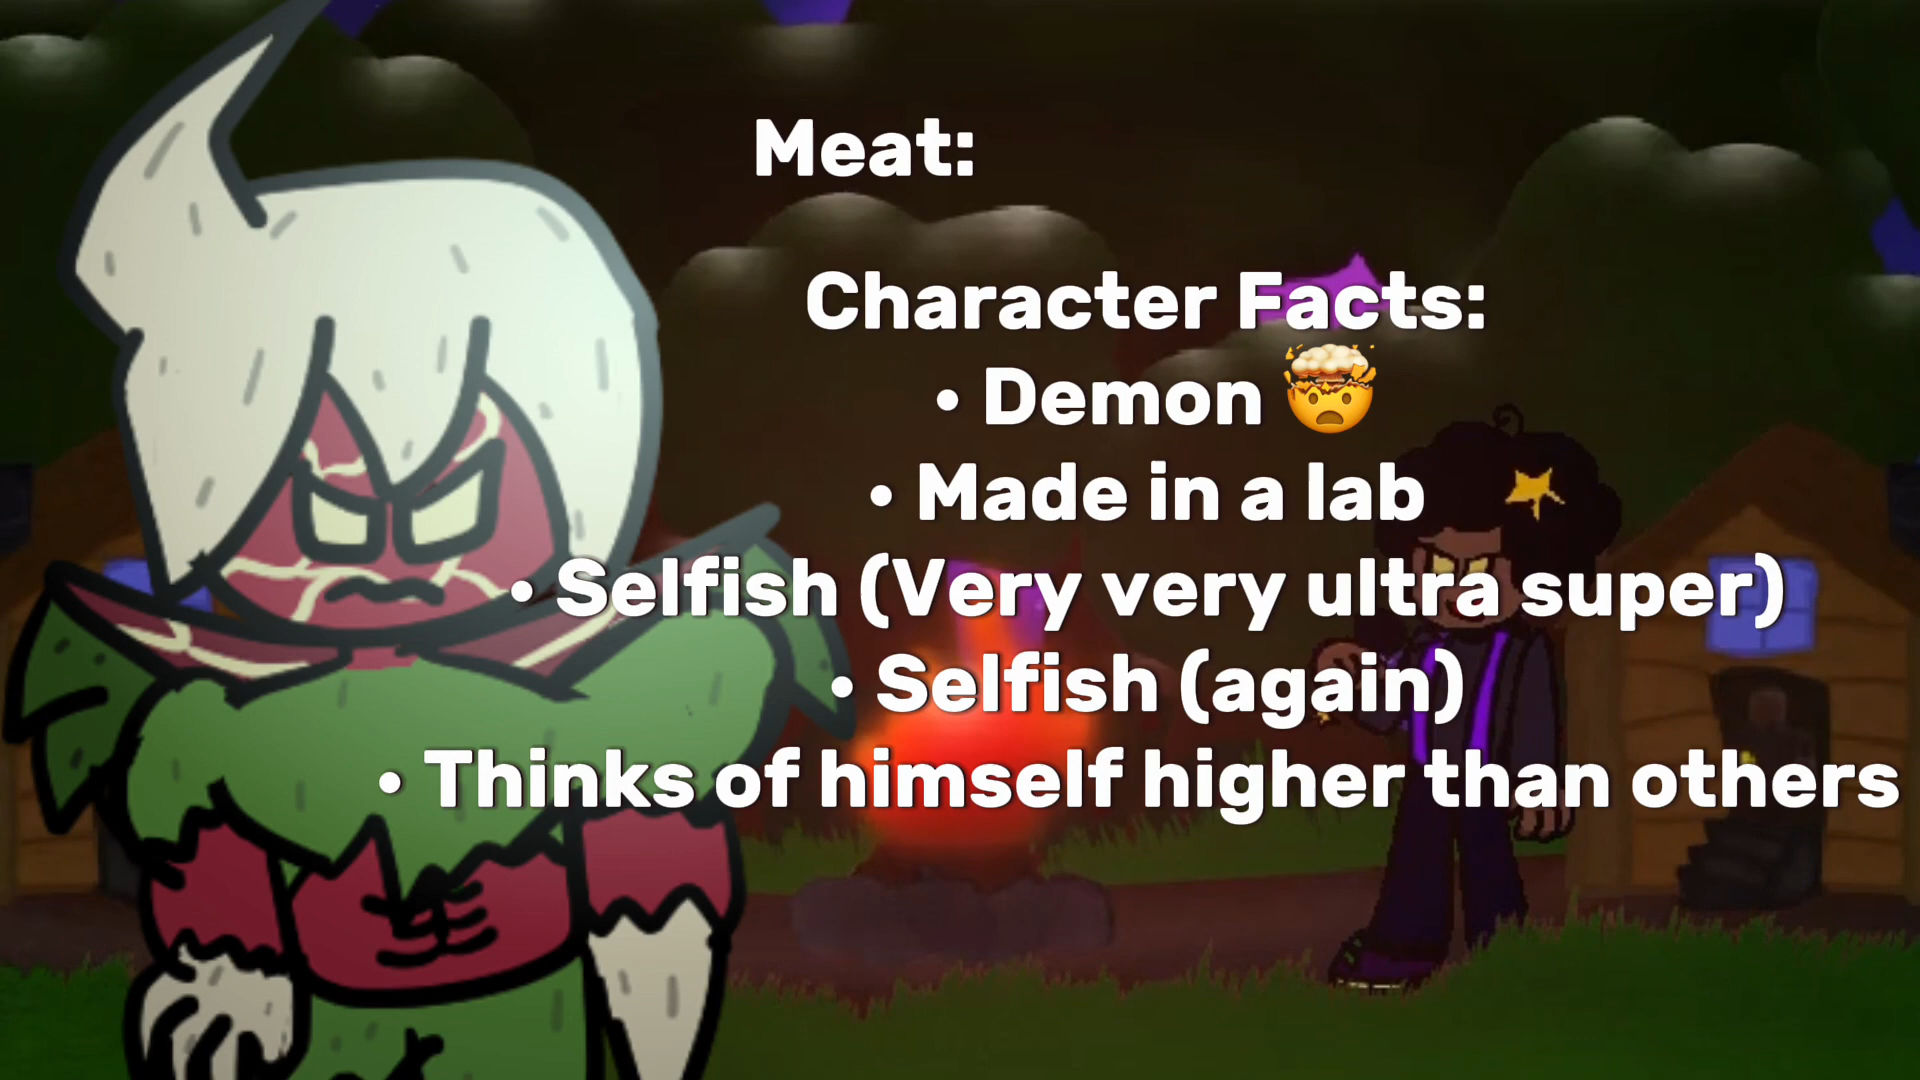 Meat:
Character Facts:
• Demon 🤯
• Made in a lab
• Selfish (Very very ultra super)
• Selfish (again)
• Thinks of himself higher than others